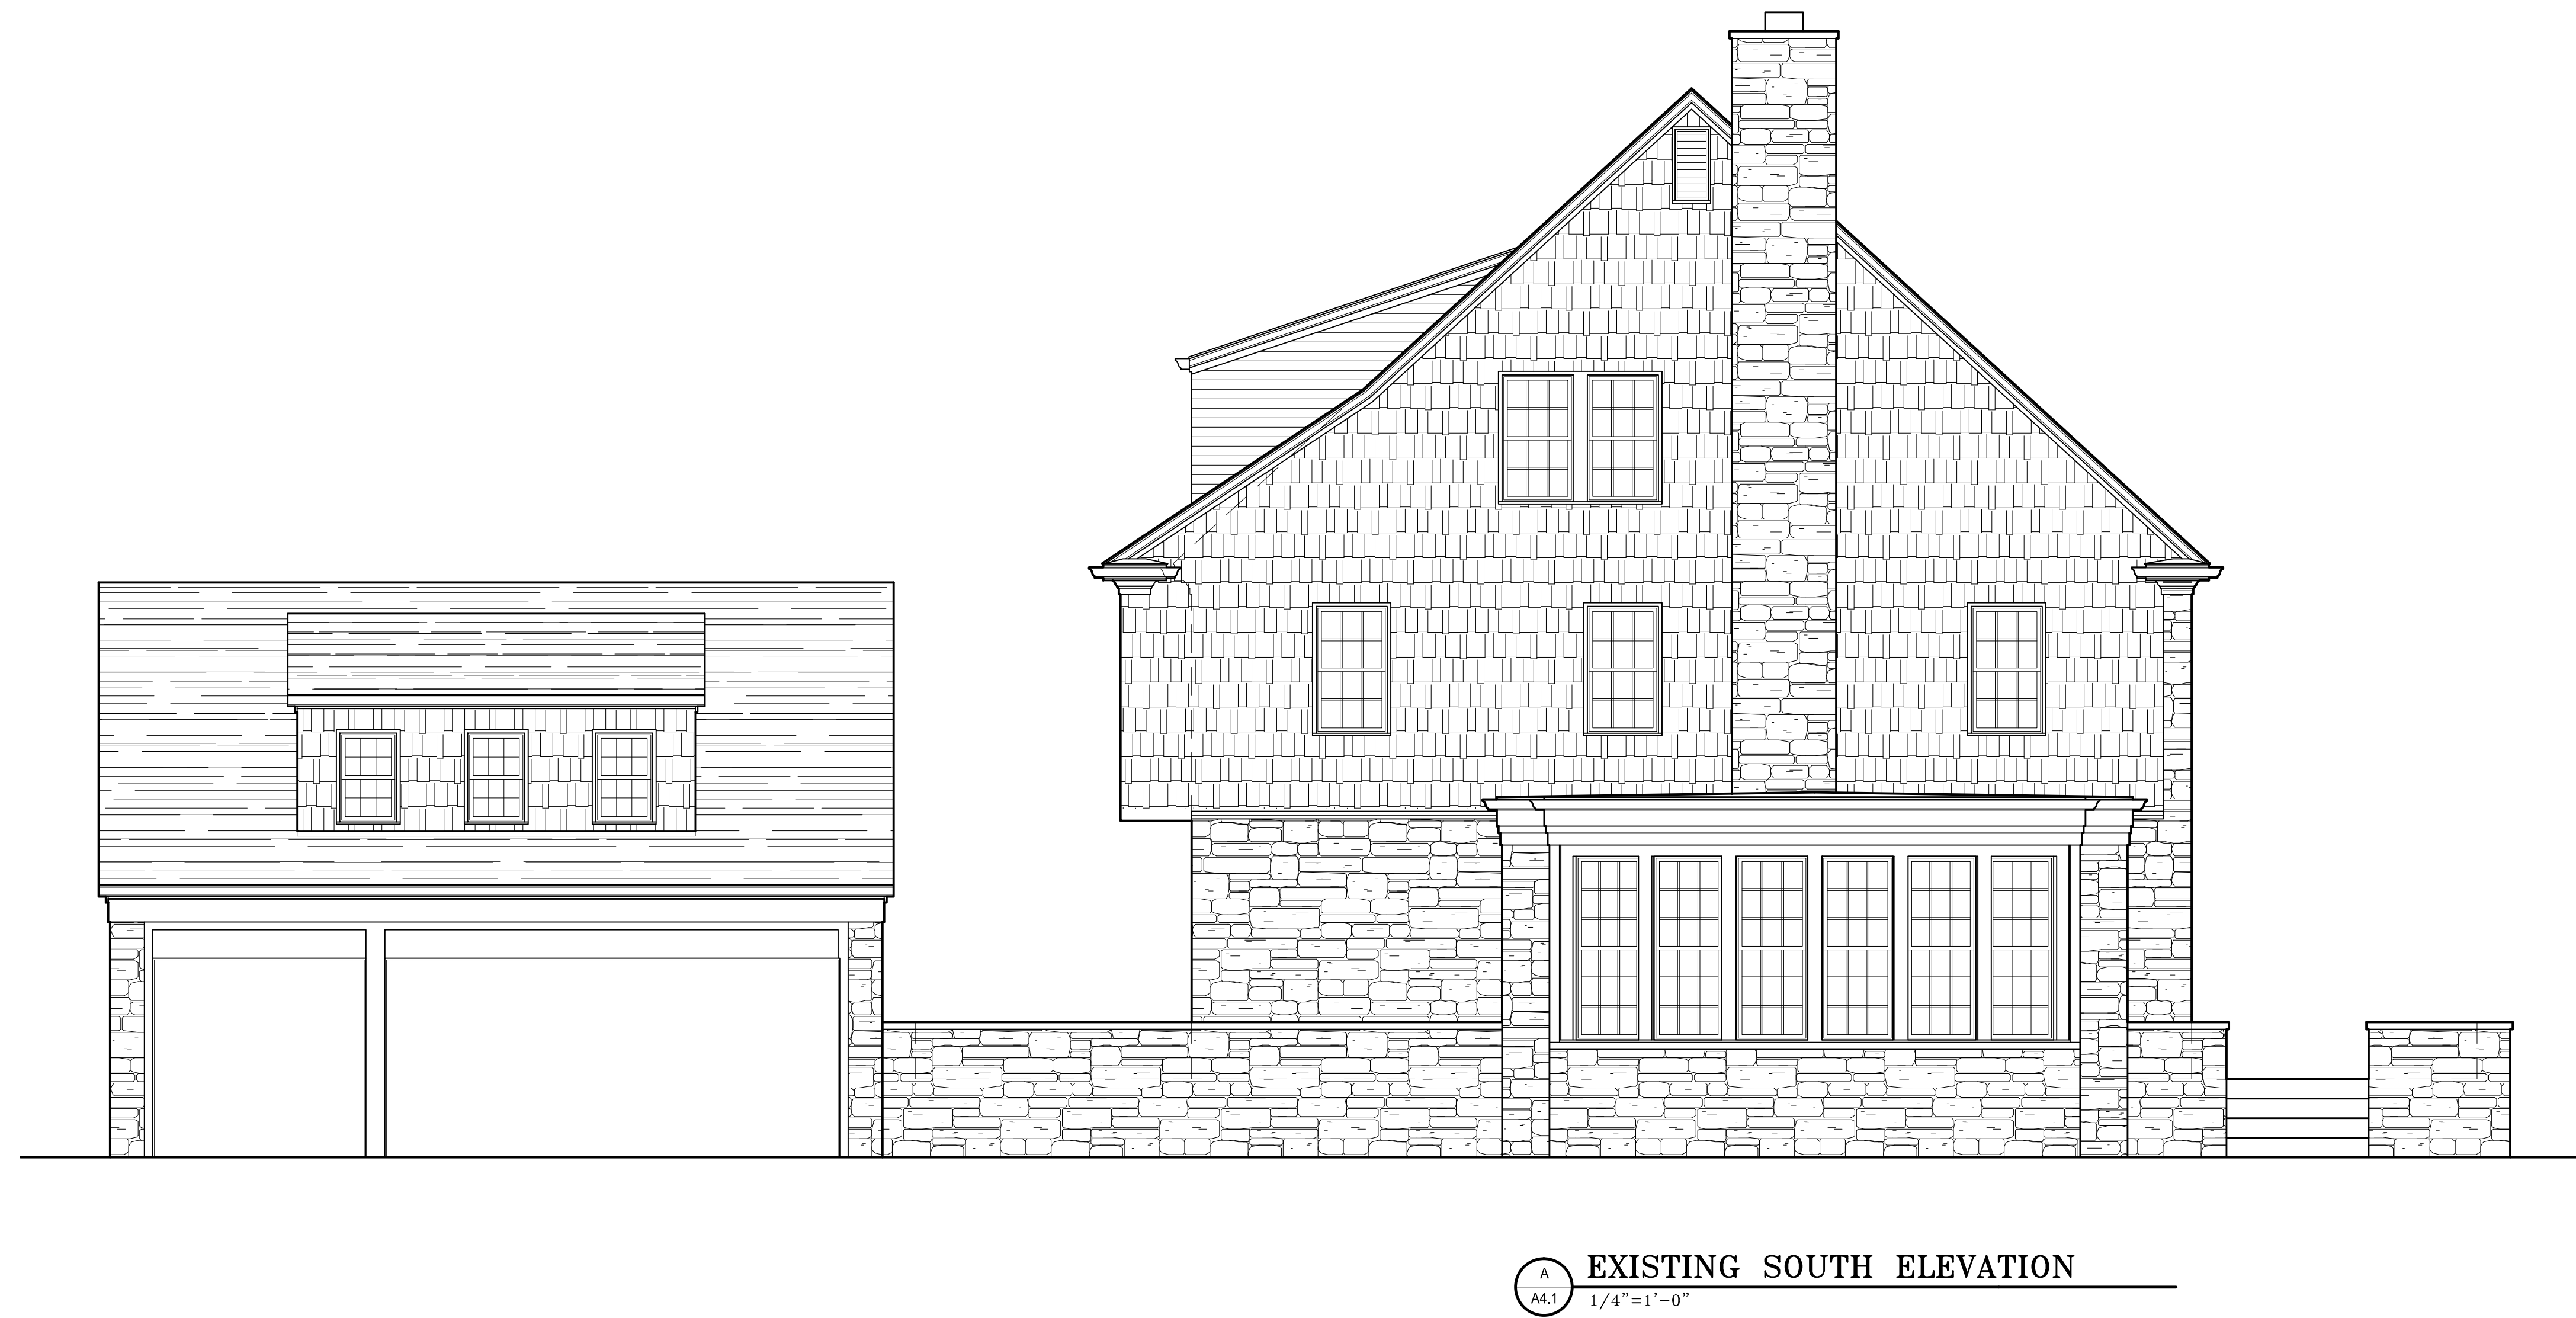 A
EXISTING SOUTH ELEVATION
A4.1
1/4"=1'-0"